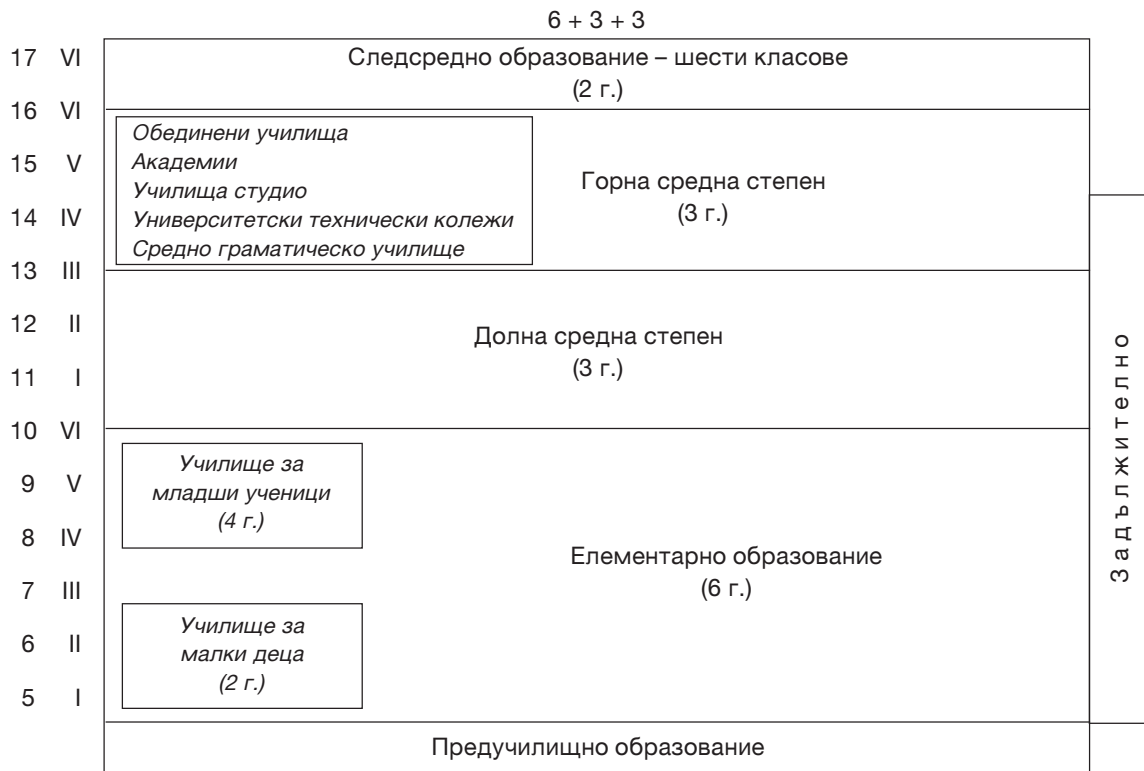 6 + 3 + 3
17 VI
Следсредно образование – шести класове
(2 г.)
16 VI
Обединени училища
15 V
Академии
Училища студио
14 IV
Университетски технически колежи
Средно граматическо училище
Горна средна степен
(3 г.)
13 III
12 II
Долна средна степен
(3 г.)
11 I
10 VI
Училище за
младши ученици
(4 г.)
9 V
8 IV
Елементарно образование
(6 г.)
7 III
Училище за
малки деца
(2 г.)
6 II
5 I
Предучилищно образование
Задължително